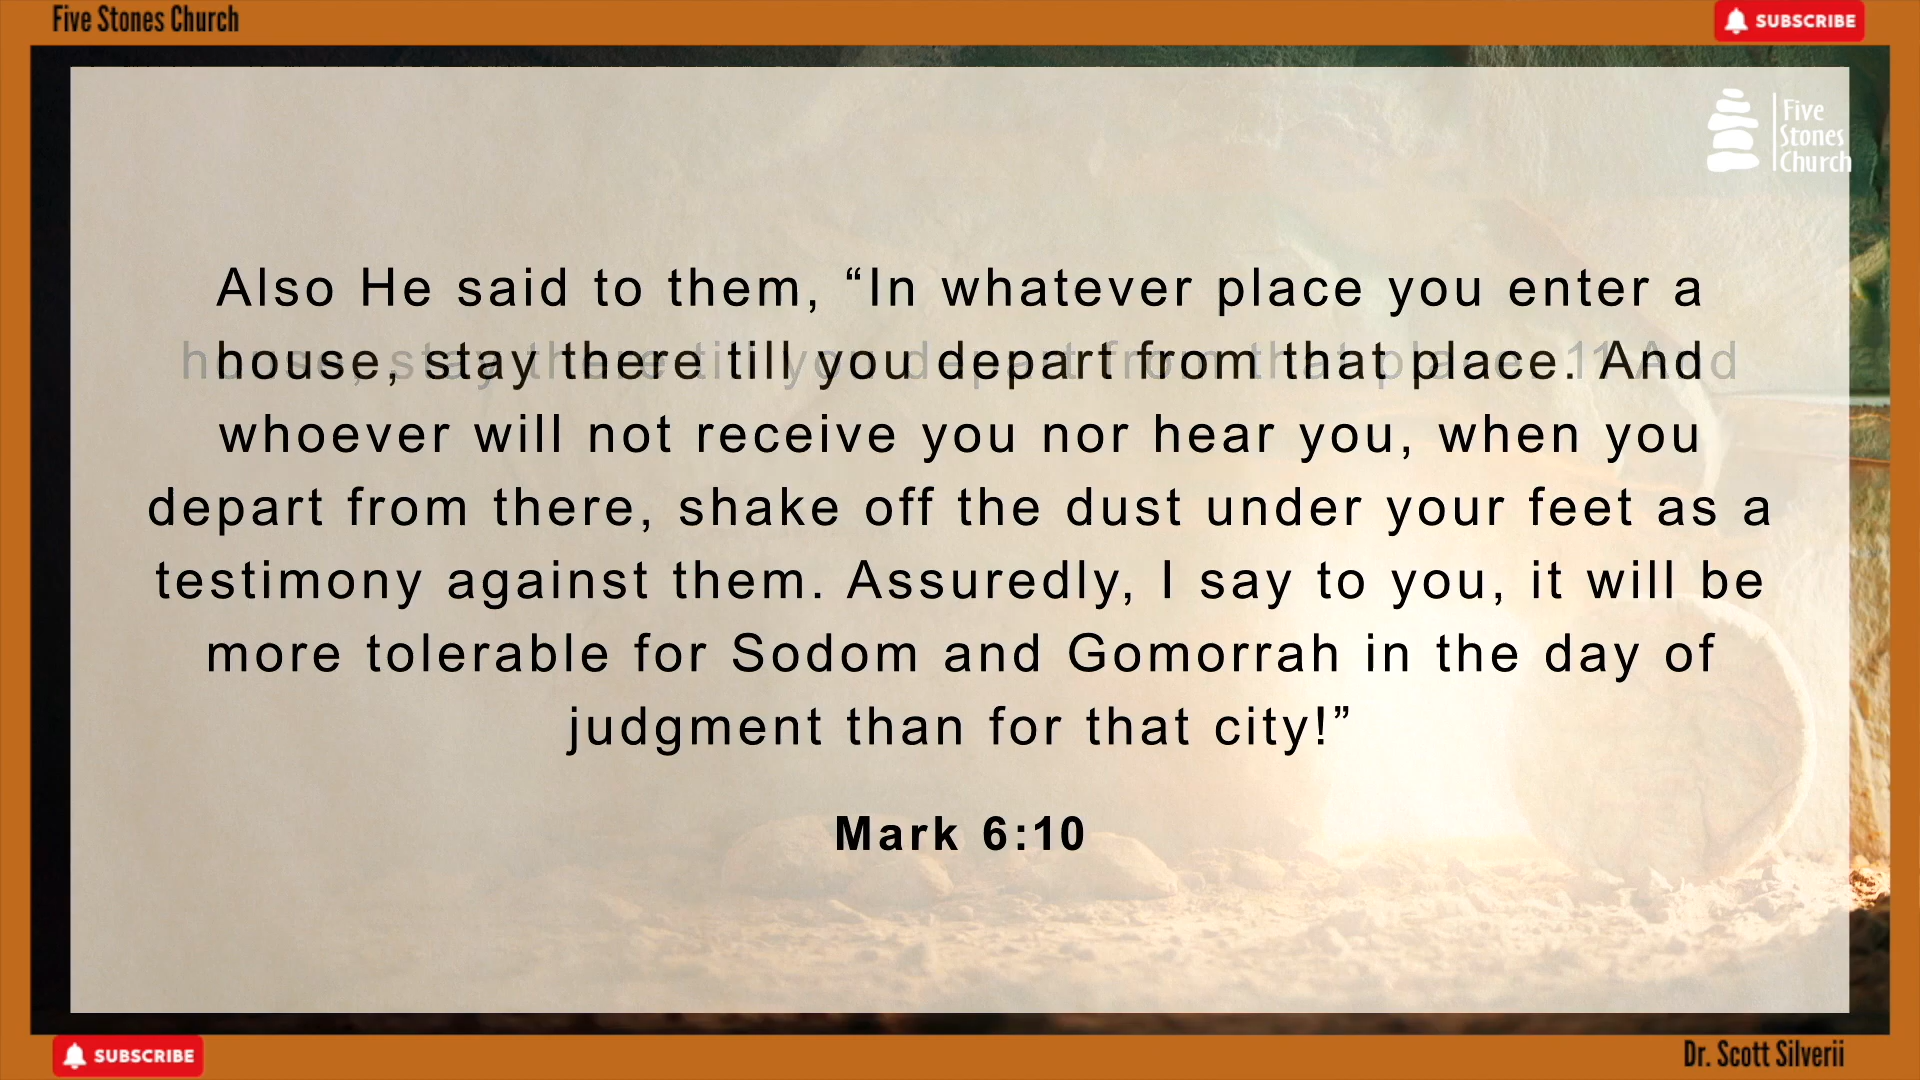 Five Stones Church
SUBSCRIBE
Five
Stones
Church
Also He said to them, “In whatever place you enter a
house, stay there till you depart from that place. And
whoever will not receive you nor hear you, when you
depart from there, shake off the dust under your feet as a
testimony against them. Assuredly, I say to you, it will be
more tolerable for Sodom and Gomorrah in the day of
judgment than for that city!”
Mark 6:10
SUBSCRIBE
Dr. Scott Silverii